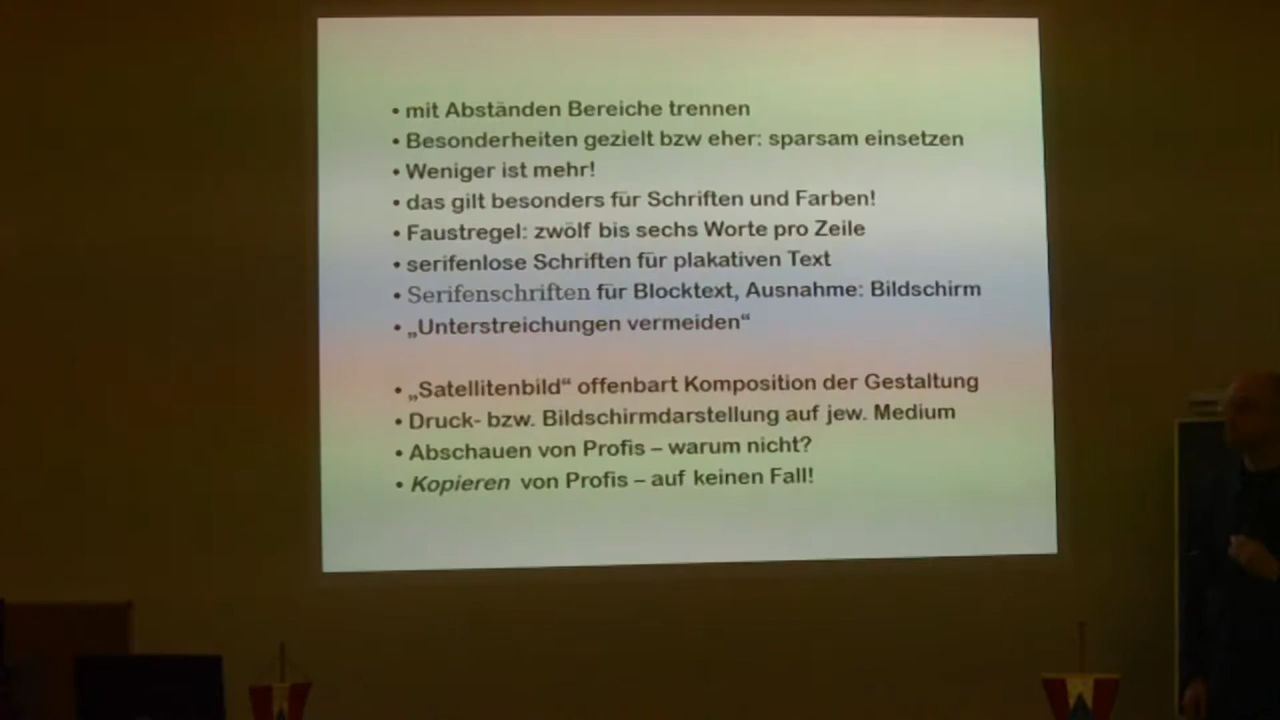 • mit Abständen Bereiche trennen
• Besonderheiten gezielt bzw eher: sparsam einsetzen
• Weniger ist mehr!
• das gilt besonders für Schriften und Farben!
• Faustregel: zwölf bis sechs Worte pro Zeile
• serifenlose Schriften für plakativen Text
• Serifenschriften für Blocktext, Ausnahme: Bildschirm
• „Unterstreichungen vermeiden“
• „Satellitenbild“ offenbart Komposition der Gestaltung
• Druck- bzw. Bildschirmdarstellung auf jew. Medium
• Abschauen von Profis – warum nicht?
• Kopieren von Profis – auf keinen Fall!